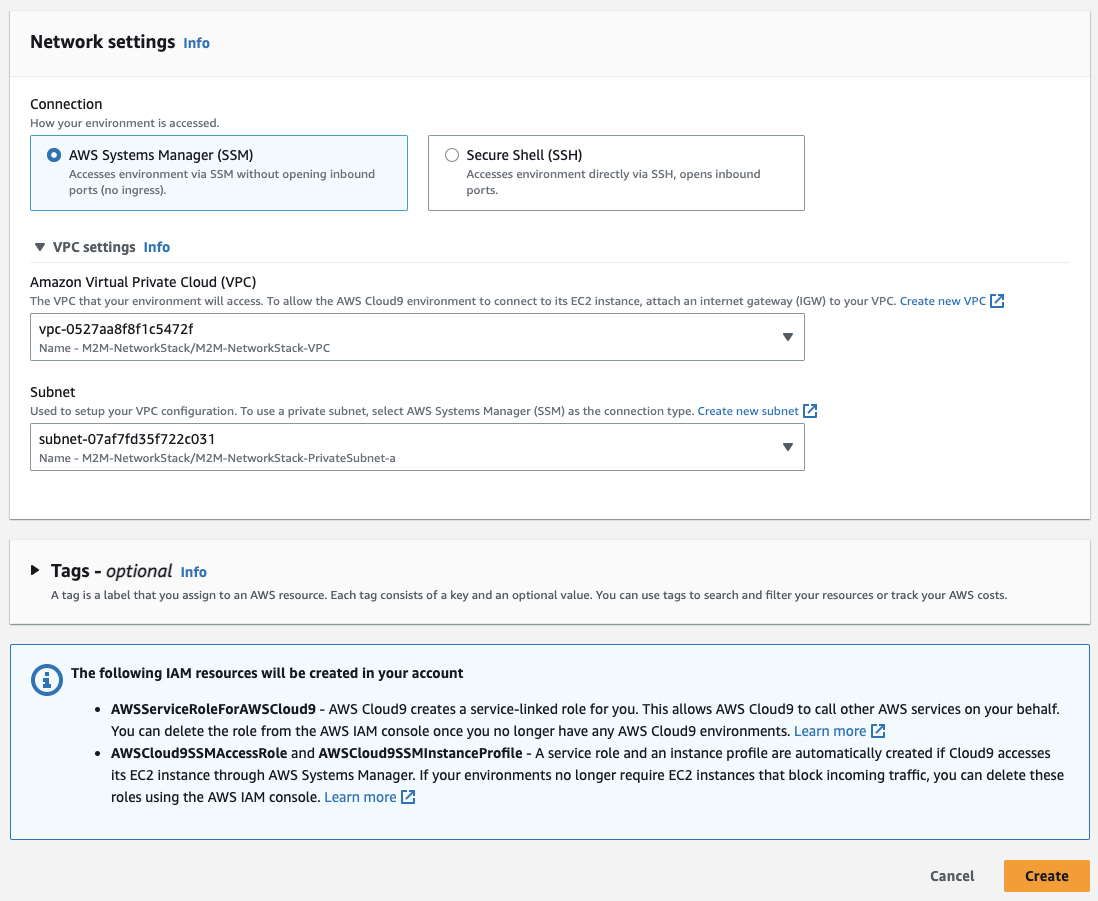 Network settings Info
Connection
How your environment is accessed.
AWS Systems Manager (SSM)
Accesses environment via SSM without opening inbound
ports (no ingress).
Secure Shell (SSH)
Accesses environment directly via SSH, opens inbound
ports.
VPC settings Info
Amazon Virtual Private Cloud (VPC)
The VPC that your environment will access. To allow the AWS Cloud9 environment to connect to its EC2 instance, attach an internet gateway (IGW) to your VPC. Create new VPC
vpc-0527aa8f8f1c5472f
Name - M2M-NetworkStack/M2M-NetworkStack-VPC
Subnet
Used to setup your VPC configuration. To use a private subnet, select AWS Systems Manager (SSM) as the connection type. Create new subnet
subnet-07af7fd35f722c031
Name - M2M-NetworkStack/M2M-NetworkStack-PrivateSubnet-a
Tags - optional Info
A tag is a label that you assign to an AWS resource. Each tag consists of a key and an optional value. You can use tags to search and filter your resources or track your AWS costs.
The following IAM resources will be created in your account
• AWSServiceRoleForAWSCloud9 - AWS Cloud9 creates a service-linked role for you. This allows AWS Cloud9 to call other AWS services on your behalf.
You can delete the role from the AWS IAM console once you no longer have any AWS Cloud9 environments. Learn more
• AWSCloud9SSMAccessRole and AWSCloud9SSMInstanceProfile - A service role and an instance profile are automatically created if Cloud9 accesses
its EC2 instance through AWS Systems Manager. If your environments no longer require EC2 instances that block incoming traffic, you can delete these
roles using the AWS IAM console. Learn more
Cancel
Create